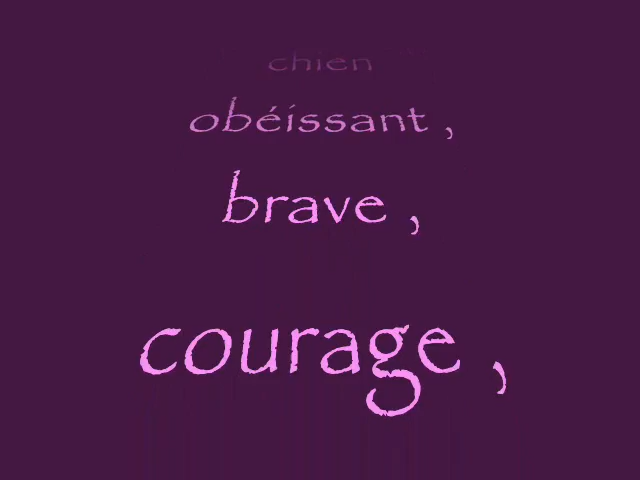 chien
obéissant ,
brave ,
courage ,